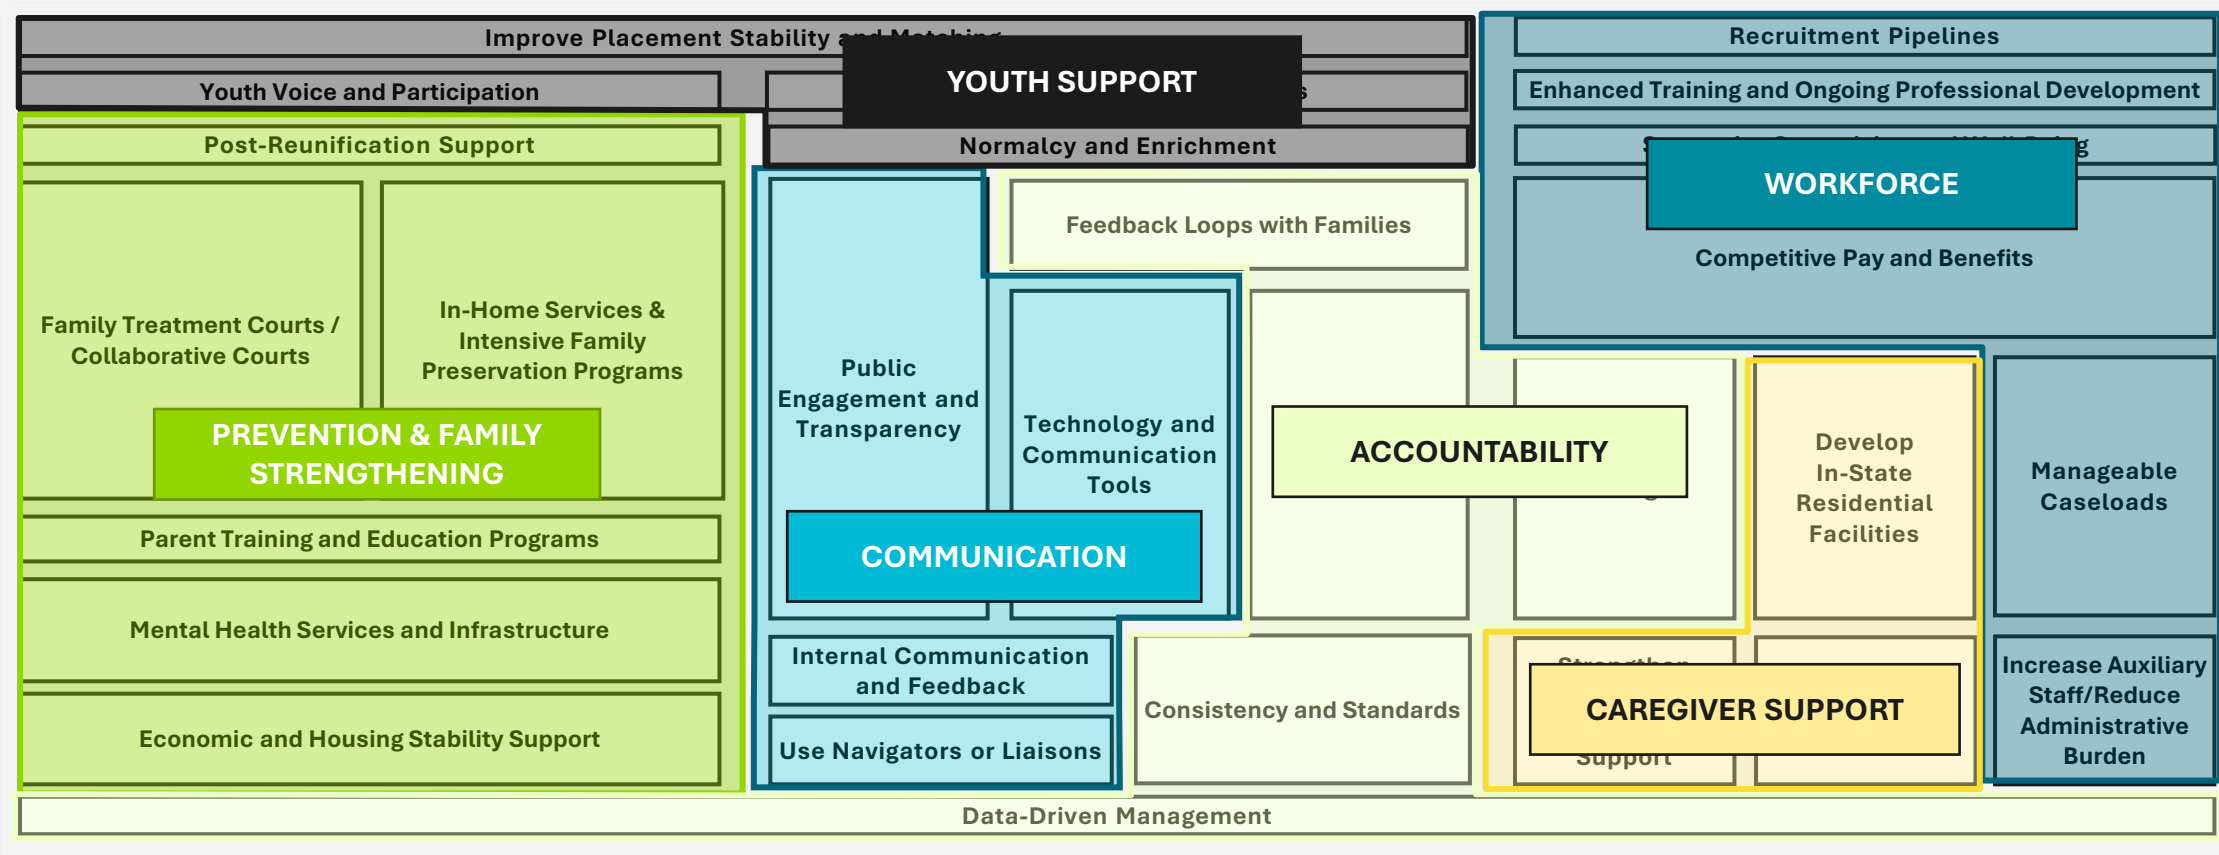 Improve Placement Stability and Matching
YOUTH SUPPORT
Youth Voice and Participation
Normalcy and Enrichment
Recruitment Pipelines
Enhanced Training and Ongoing Professional Development
WORKFORCE
Competitive Pay and Benefits
Manageable
Caseloads
Increase Auxiliary
Staff/Reduce
Administrative
Burden
Post-Reunification Support
Family Treatment Courts /
Collaborative Courts
In-Home Services &
Intensive Family
Preservation Programs
PREVENTION & FAMILY
STRENGTHENING
Parent Training and Education Programs
Mental Health Services and Infrastructure
Economic and Housing Stability Support
Public
Engagement and
Transparency
Technology and
Communication
Tools
COMMUNICATION
Internal Communication
and Feedback
Use Navigators or Liaisons
Feedback Loops with Families
ACCOUNTABILITY
Consistency and Standards
Develop
In-State
Residential
Facilities
Strengthen
CAREGIVER SUPPORT
Support
Data-Driven Management